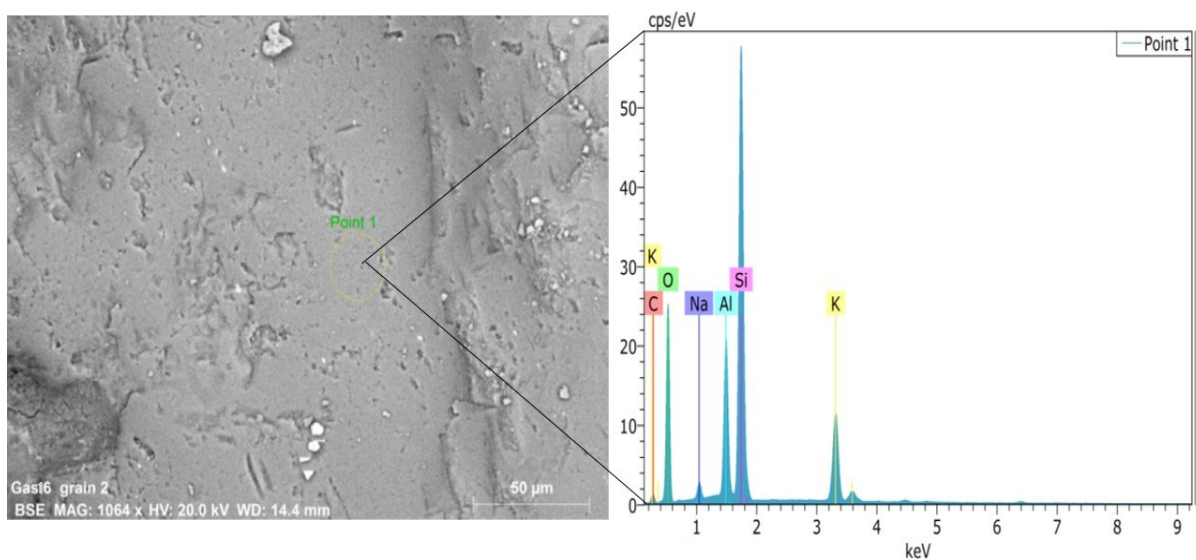 Point 1
Gasi6 grain 2
50 µm
BSE MAG: 1064 x HV: 20.0 kV WD: 14.4 mm
cps/eV
Point 1
50
40
30
20
10
0
K
O
Si
C
Na
Al
K
1 2 3 4 5 6 7 8 9
keV